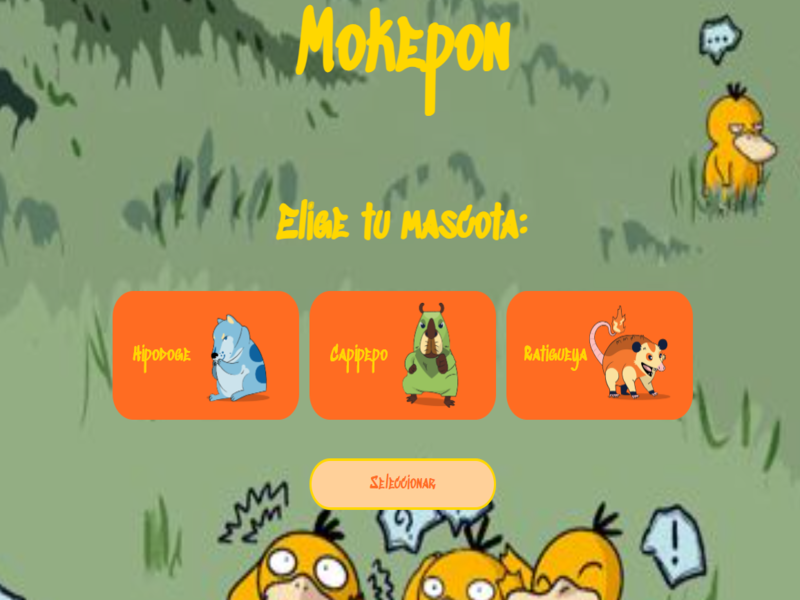 Mokepon
...
Elige tu mascota:
Hipodoge
Capipepo
Ratigueya
Seleccionar
?
!